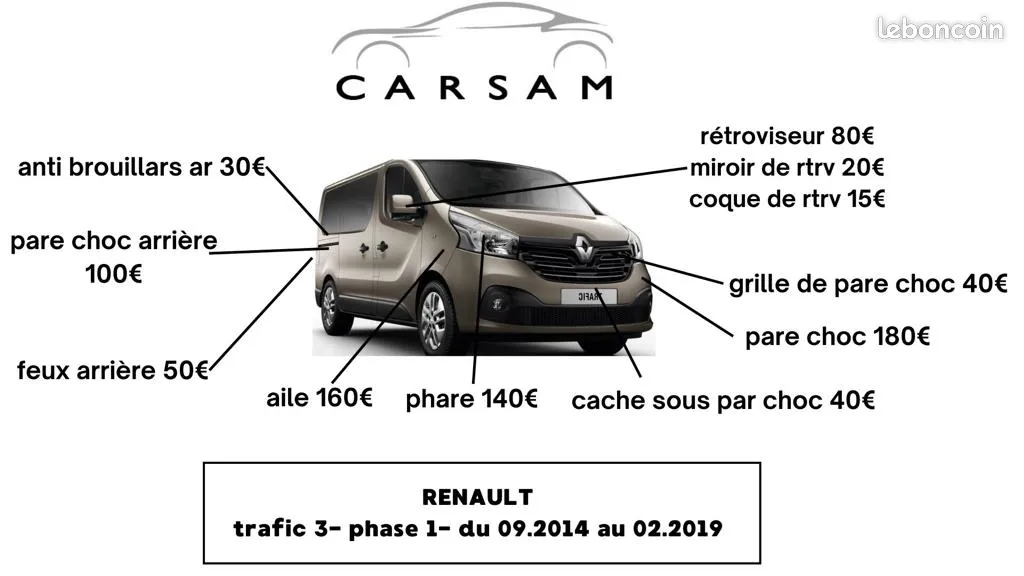 leboncoin
CARSAM
anti brouillars ar 30€
rétroviseur 80€
miroir de rtrv 20€
coque de rtrv 15€
pare choc arrière
100€
grille de pare choc 40€
TRAFIC
pare choc 180€
feux arrière 50€
aile 160€
phare 140€
cache sous par choc 40€
RENAULT
trafic 3- phase 1- du 09.2014 au 02.2019